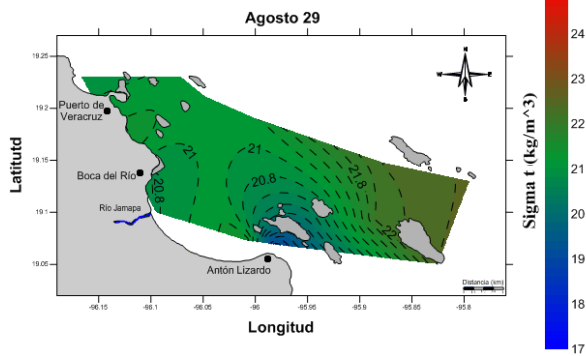 Agosto 29
N
19.25
19.2
19.15
19.1
19.05
Latitutd
Puerto de
Veracruz
Boca del Río
Río Jamapa
Antón Lizardo
21
20.8
21
20.8
21.8
22
Distancia (km)
-96.15
-96.1
-96.05
-96
-95.95
-95.9
-95.85
-95.8
Longitud
24
23
22
21
20
19
18
17
Sigma t (kg/m^3)